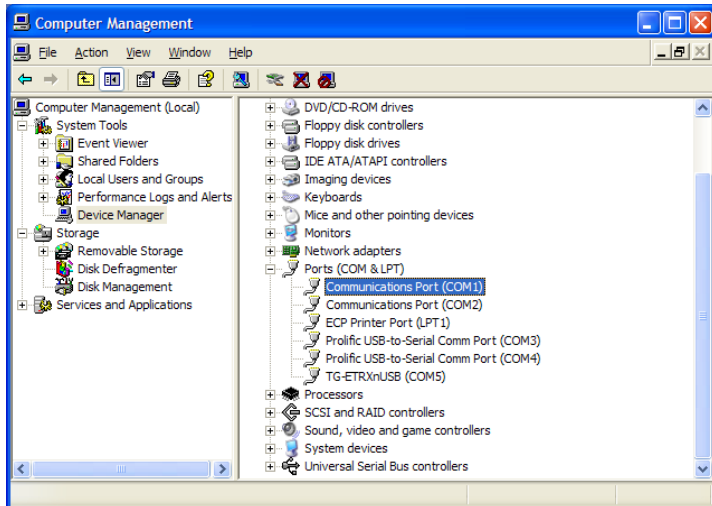 Computer Management
File Action View Window Help
Computer Management (Local)
System Tools
Event Viewer
Shared Folders
Local Users and Groups
Performance Logs and Alerts
Device Manager
Storage
Removable Storage
Disk Defragmenter
Disk Management
Services and Applications
DVD/CD-ROM drives
Floppy disk controllers
Floppy disk drives
IDE ATA/ATAPI controllers
Imaging devices
Keyboards
Mice and other pointing devices
Monitors
Network adapters
Ports (COM & LPT)
Communications Port (COM1)
Communications Port (COM2)
ECP Printer Port (LPT1)
Prolific USB-to-Serial Comm Port (COM3)
Prolific USB-to-Serial Comm Port (COM4)
TG-ETRXnUSB (COM5)
Processors
SCSI and RAID controllers
Sound, video and game controllers
System devices
Universal Serial Bus controllers